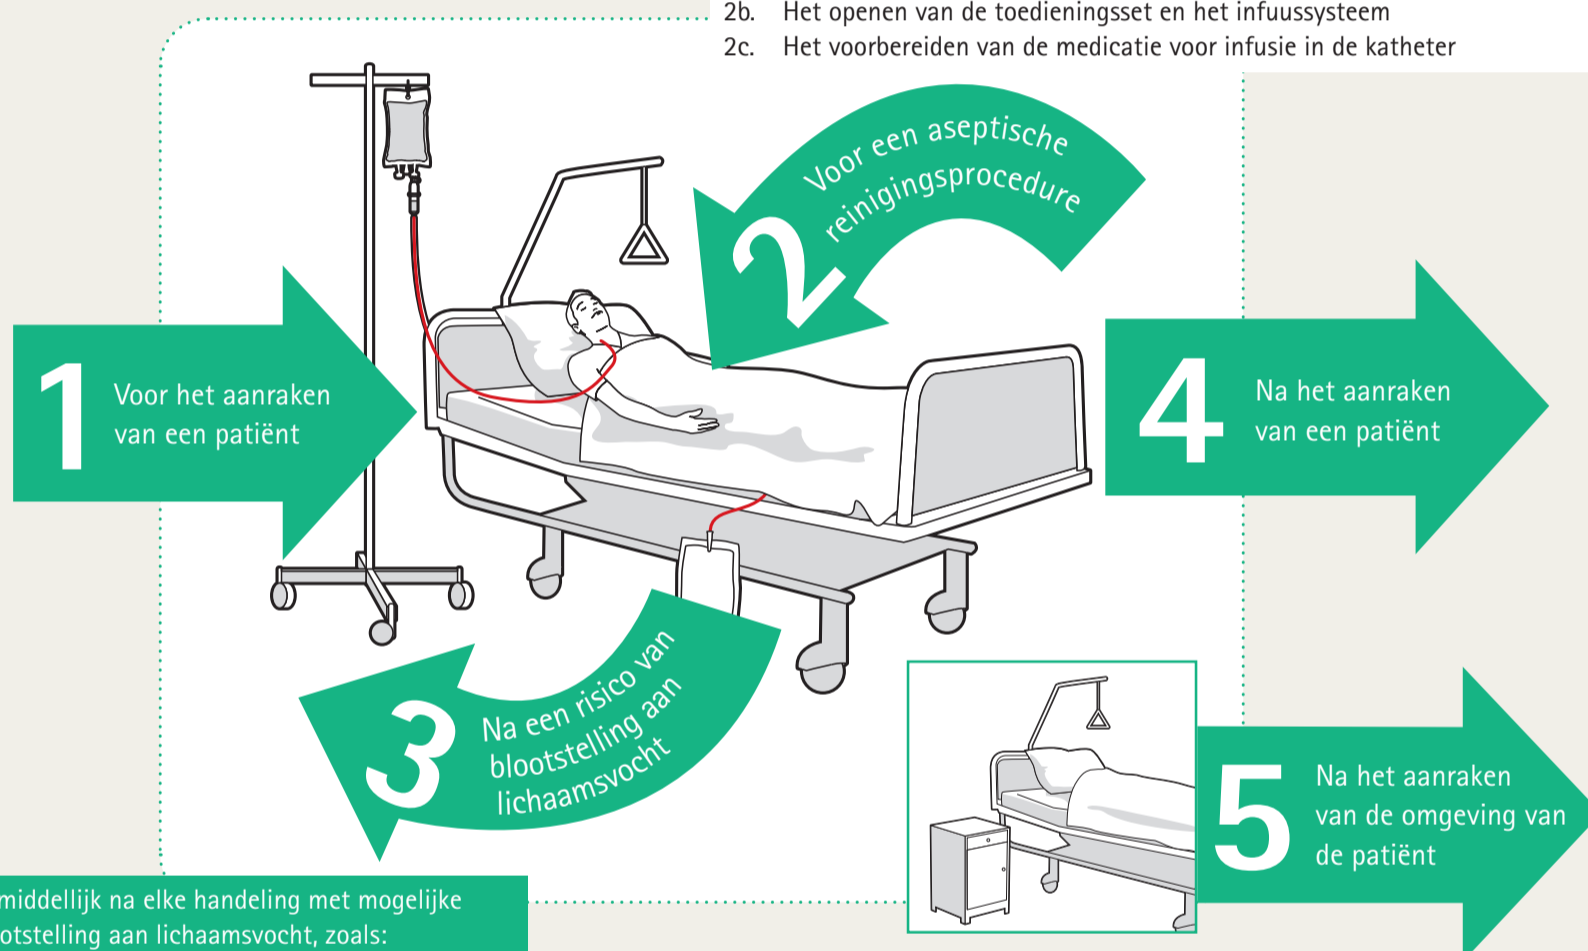 2b. Het openen van de toedieningsset en het infuussysteem
2c. Het voorbereiden van de medicatie voor infusie in de katheter
1
Voor het aanraken
van een patiënt
2
Voor een aseptische
reinigingsprocedure
3
Na een risico van
blootstelling aan
lichaamsvocht
4
Na het aanraken
van een patiënt
5
Na het aanraken
van de omgeving van
de patiënt
na elke handeling met mogelijke
aan lichaamsvocht, zoals: